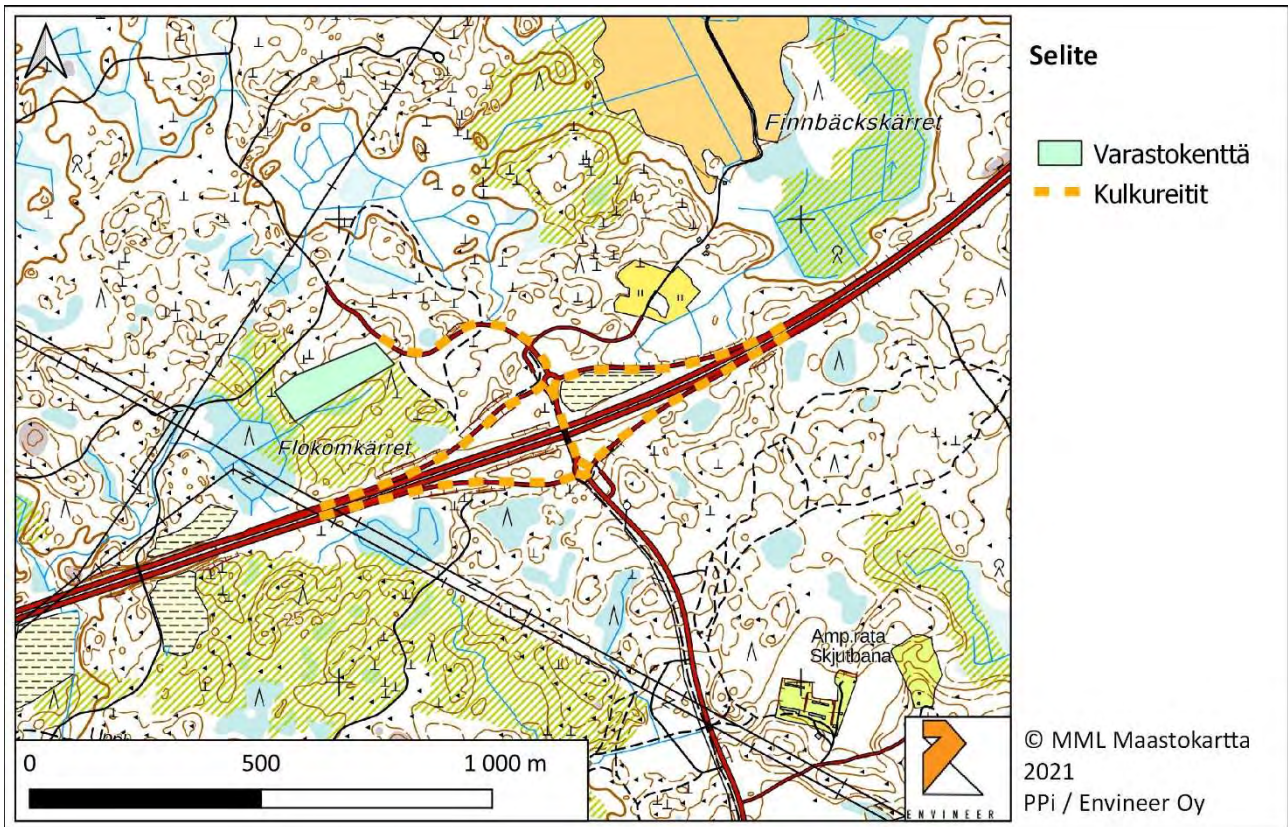 Selite
Varastokenttä
Kulkureitit
Finnbäckskärret
20
Flokomkärret
25
Amp.rata
Skjutbana
0 500 1 000 m
ENVINEER
© MML Maastokartta
2021
PPi / Envineer Oy